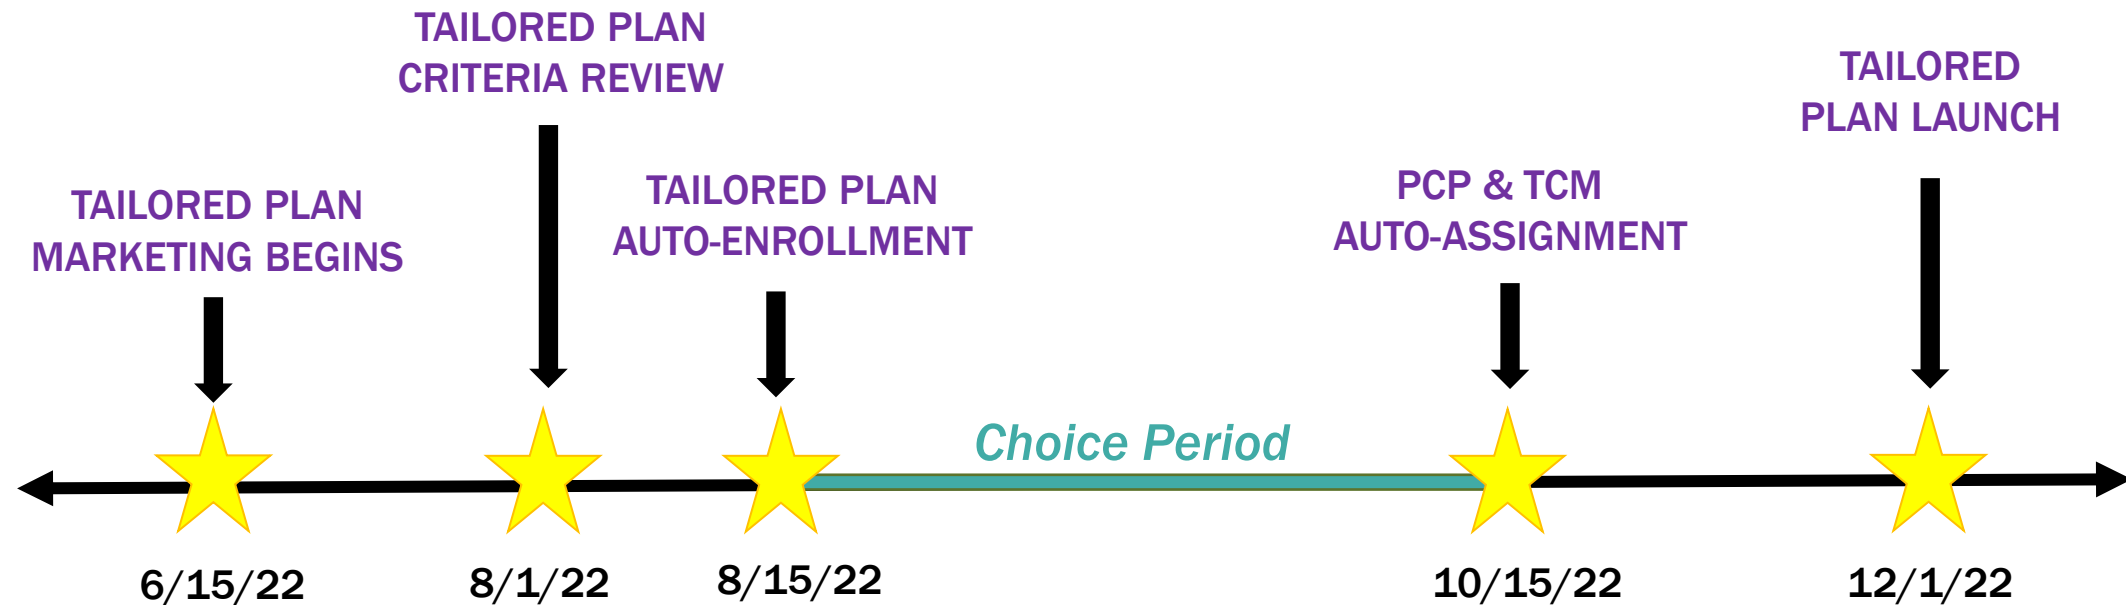 TAILORED PLAN
MARKETING BEGINS
TAILORED PLAN
CRITERIA REVIEW
TAILORED PLAN
AUTO-ENROLLMENT
PCP & TCM
AUTO-ASSIGNMENT
TAILORED
PLAN LAUNCH
Choice Period
6/15/22
8/1/22
8/15/22
10/15/22
12/1/22